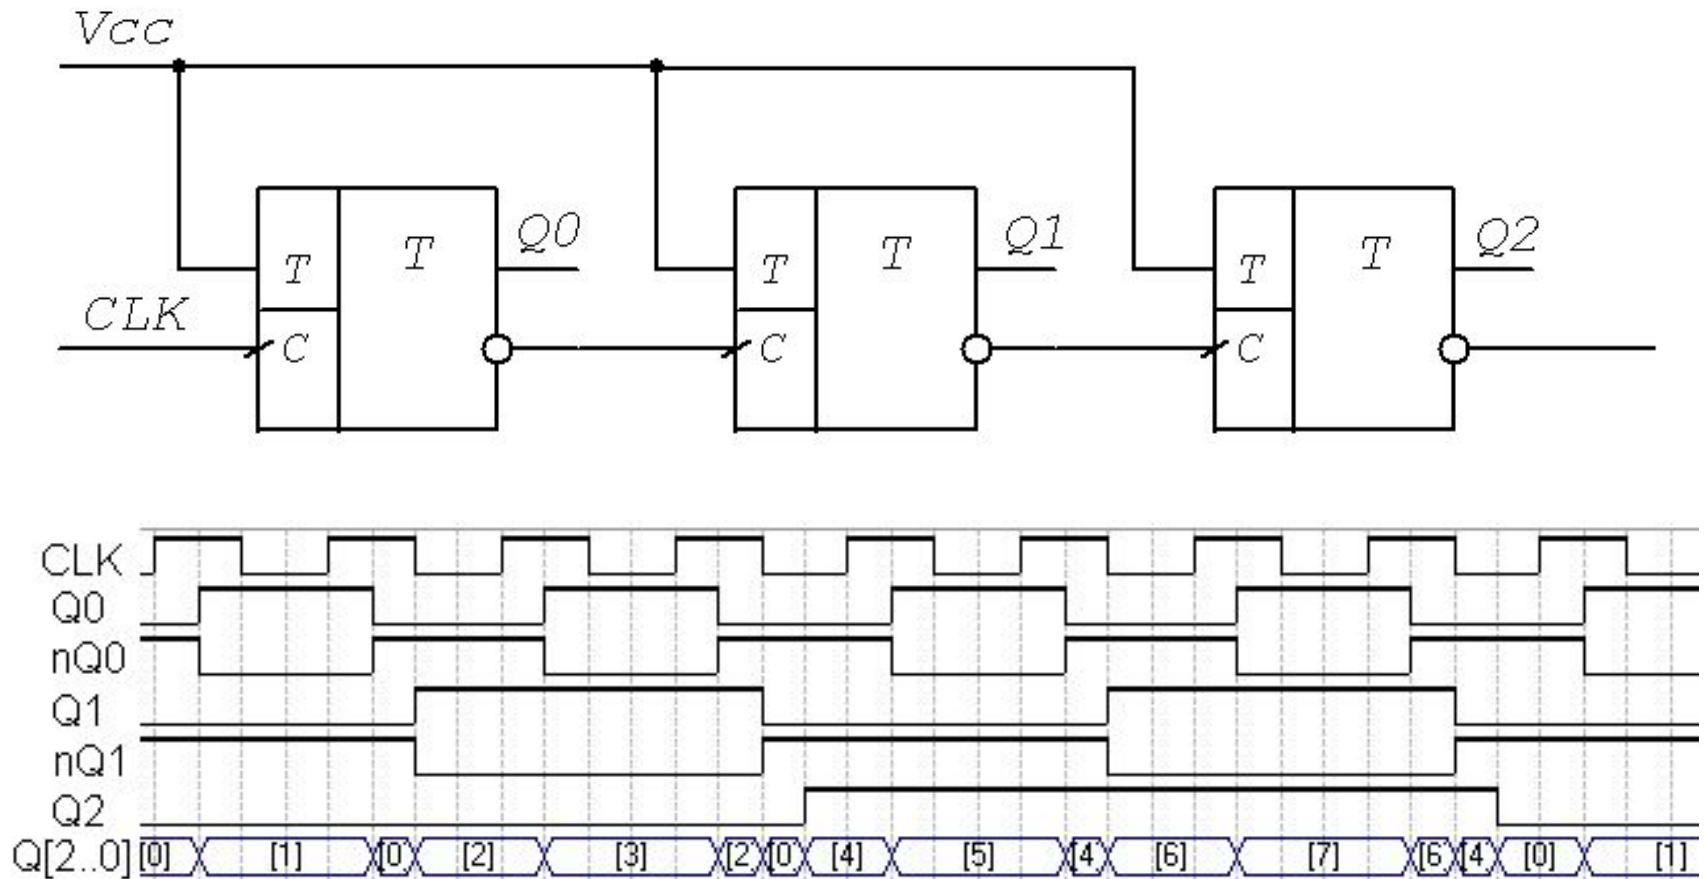 Vcc
Q0 Q1 Q2
T T T T T T
CLK C C C
CLK
Q0
nQ0
Q1
nQ1
Q2
Q[2..0] [0] [1] [0 [2] [3] [2 [0 [4] [5] [4 [6] [7] [6 [4 [0] [1]